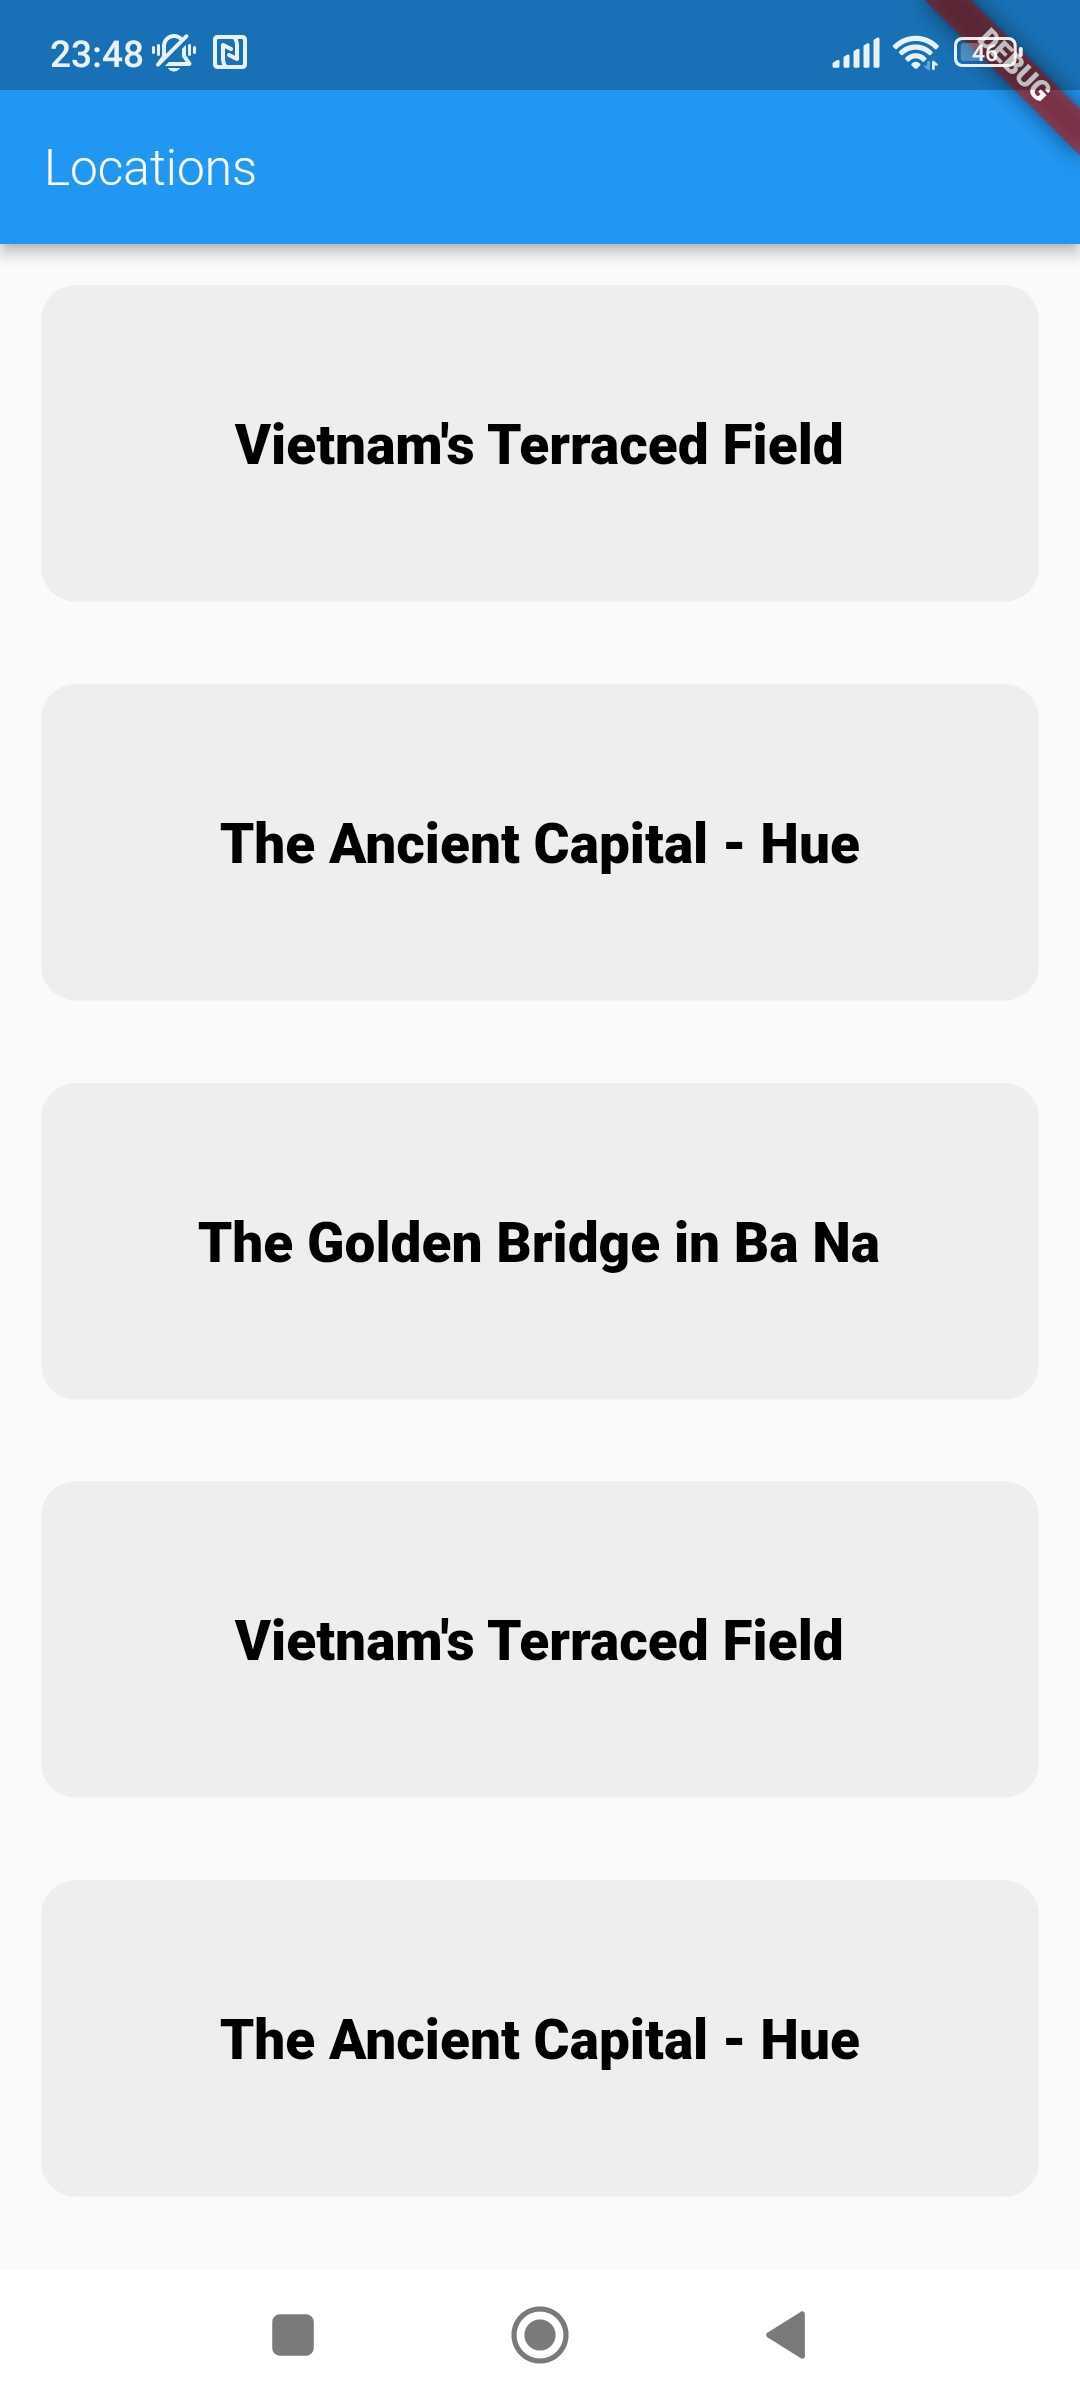 23:48
46
DEBUG
Locations
Vietnam's Terraced Field
The Ancient Capital - Hue
The Golden Bridge in Ba Na
Vietnam's Terraced Field
The Ancient Capital - Hue